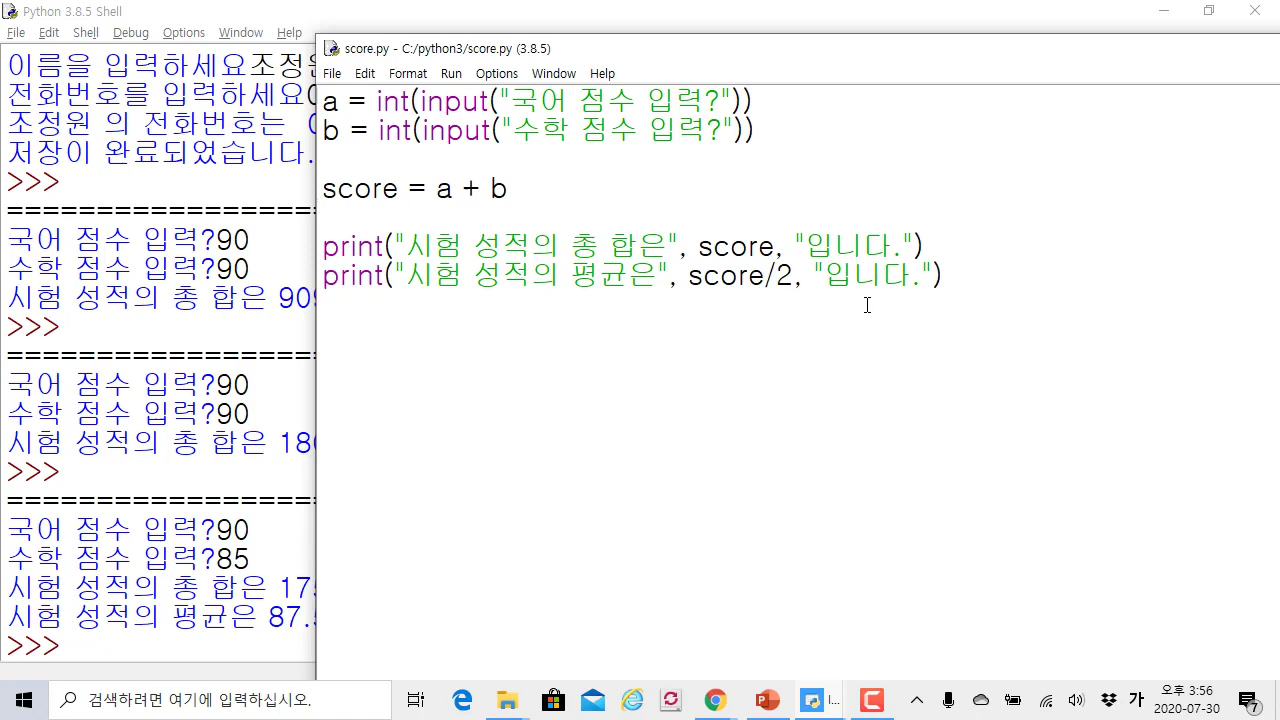 Python 3.8.5 Shell
File Edit Shell Debug Options Window Help
이름을 입력하세요조정원
전화번호를 입력하세요
조정원 의 전화번호는
저장이 완료되었습니다.
>>>
국어 점수 입력?90
수학 점수 입력?90
시험 성적의 총 합은 909
>>>
국어 점수 입력?90
수학 점수 입력?90
시험 성적의 총 합은 180
>>>
국어 점수 입력?90
수학 점수 입력?85
시험 성적의 총 합은 175
시험 성적의 평균은 87.5
>>>
score.py - C:/python3/score.py (3.8.5)
File Edit Format Run Options Window Help
a = int(input("국어 점수 입력?"))
b = int(input("수학 점수 입력?"))
score = a + b
print("시험 성적의 총 합은", score, "입니다.")
print("시험 성적의 평균은", score/2, "입니다.")
검색하려면 여기에 입력하십시오.
가
오후 3:56
2020-07-30
7